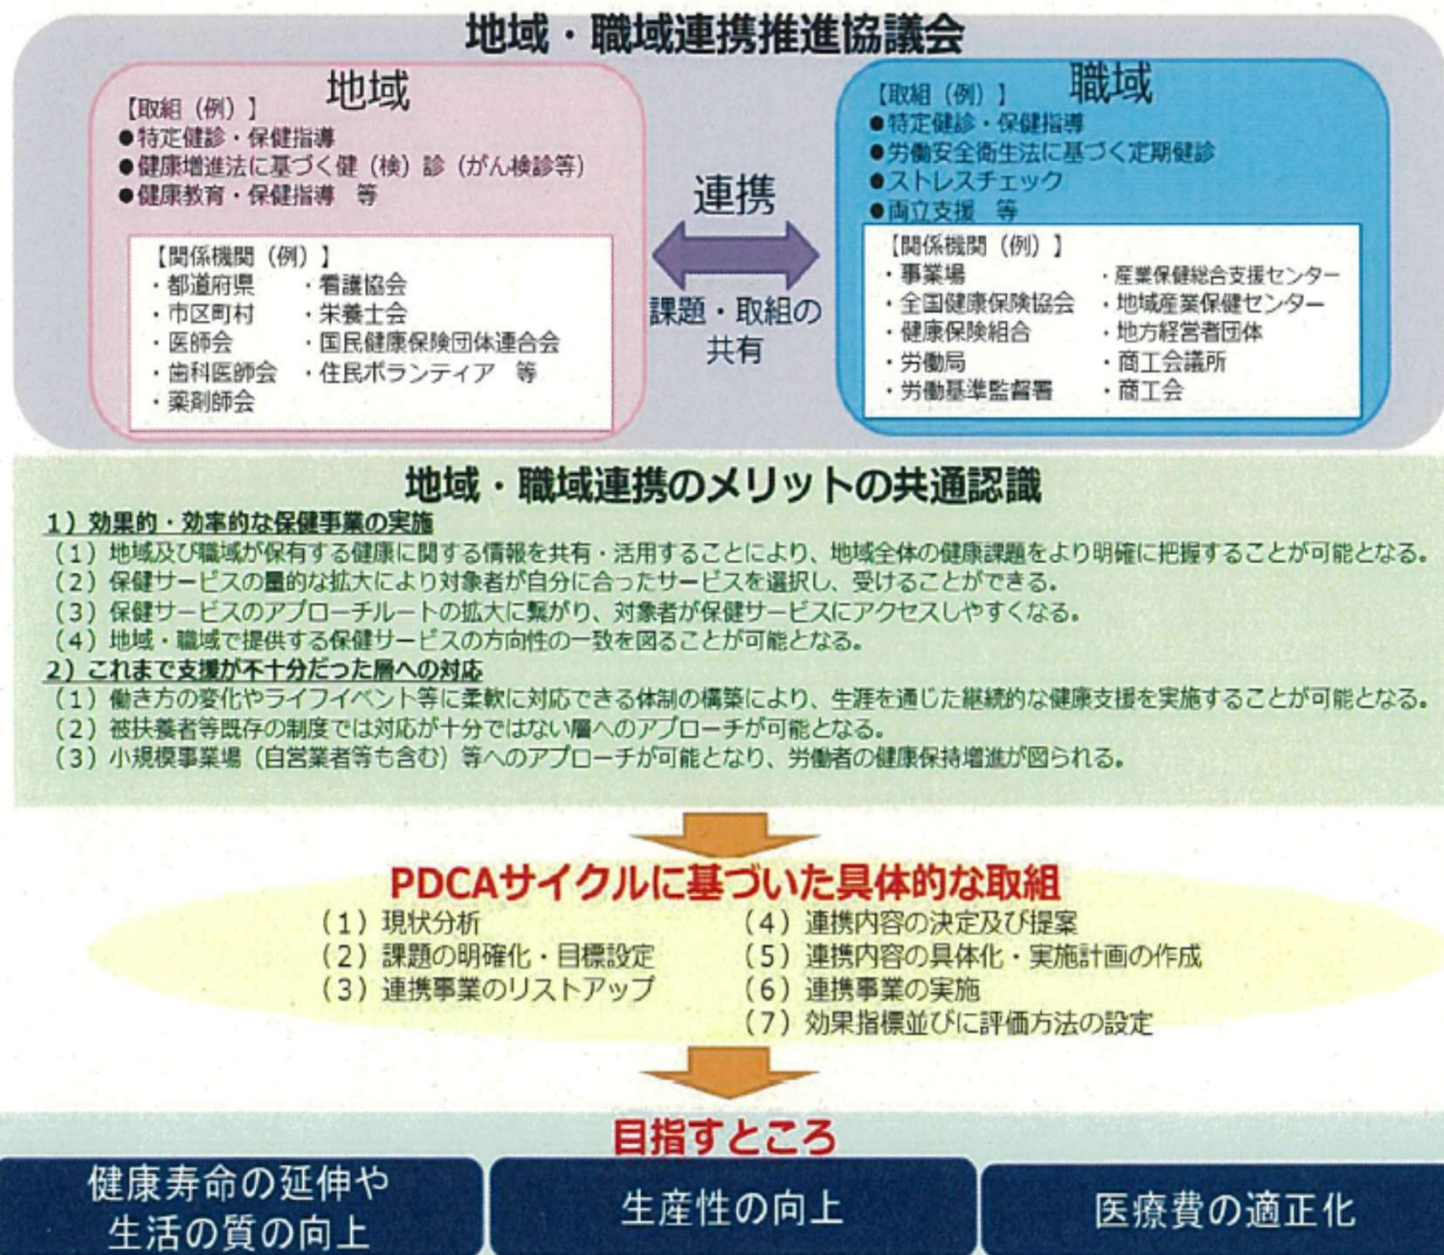 地域・職域連携推進協議会
地域
【取組（例）】
●特定健診・保健指導
●健康増進法に基づく健（検）診（がん検診等）
●健康教育・保健指導　等
【関係機関（例）】
・都道府県
・市区町村
・医師会
・歯科医師会
・薬剤師会
・看護協会
・栄養士会
・国民健康保険団体連合会
・住民ボランティア　等
連携
課題・取組の
共有
職域
【取組（例）】
●特定健診・保健指導
●労働安全衛生法に基づく定期健診
●ストレスチェック
●両立支援　等
【関係機関（例）】
・事業場
・全国健康保険協会
・健康保険組合
・労働局
・労働基準監督署
・産業保健総合支援センター
・地域産業保健センター
・地方経営者団体
・商工会議所
・商工会
地域・職域連携のメリットの共通認識
1）効果的・効率的な保健事業の実施
（1）地域及び職域が保有する健康に関する情報を共有・活用することにより、地域全体の健康課題をより明確に把握することが可能となる。
（2）保健サービスの量的な拡大により対象者が自分に合ったサービスを選択し、受けることができる。
（3）保健サービスのアプローチルートの拡大に繋がり、対象者が保健サービスにアクセスしやすくなる。
（4）地域・職域で提供する保健サービスの方向性の一致を図ることが可能となる。
2）これまで支援が不十分だった層への対応
（1）働き方の変化やライフイベント等に柔軟に対応できる体制の構築により、生涯を通じた継続的な健康支援を実施することが可能となる。
（2）被扶養者等既存の制度では対応が十分ではない層へのアプローチが可能となる。
（3）小規模事業場（自営業者等も含む）等へのアプローチが可能となり、労働者の健康保持増進が図られる。
PDCAサイクルに基づいた具体的な取組
（1）現状分析
（2）課題の明確化・目標設定
（3）連携事業のリストアップ
（4）連携内容の決定及び提案
（5）連携内容の具体化・実施計画の作成
（6）連携事業の実施
（7）効果指標並びに評価方法の設定
目指すところ
健康寿命の延伸や
生活の質の向上
生産性の向上
医療費の適正化